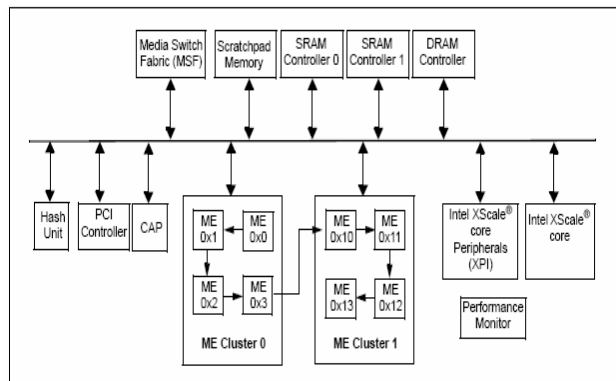 Media Switch
Fabric (MSF)
Scratchpad
Memory
SRAM
Controller 0
SRAM
Controller 1
DRAM
Controller
Hash
Unit
PCI
Controller
CAP
ME
0x1
ME
0x0
ME
0x2
ME
0x3
ME Cluster 0
ME
0x10
ME
0x11
ME
0x13
ME
0x12
ME Cluster 1
Intel XScale®
core
Peripherals
(XPI)
Intel XScale®
core
Performance
Monitor